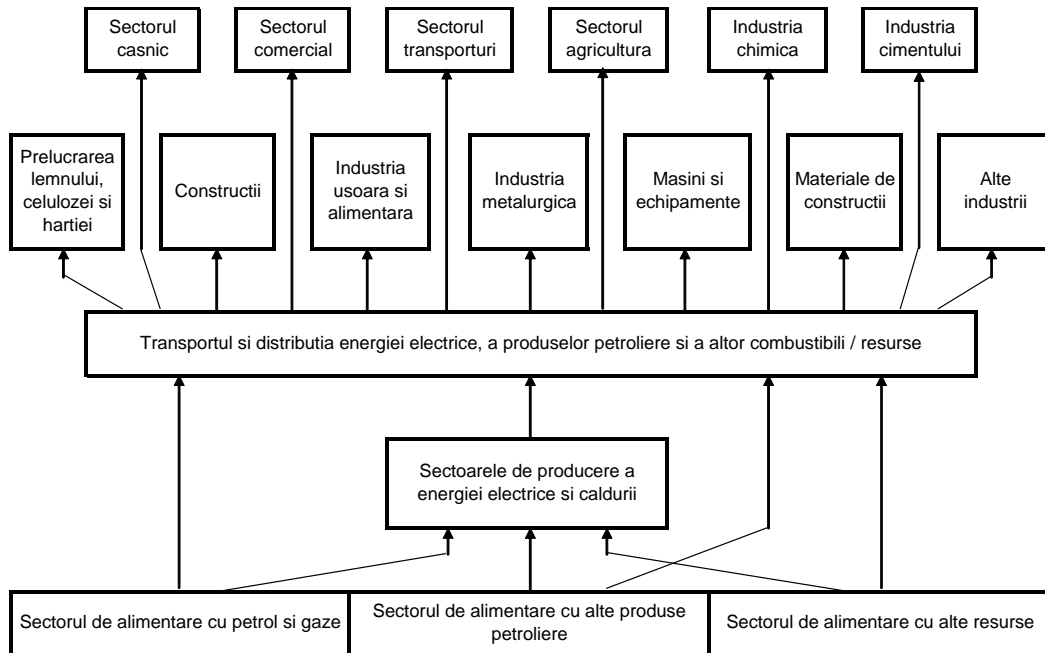 Sectorul
casnic
Sectorul
comercial
Sectorul
transporturi
Sectorul
agricultura
Industria
chimica
Industria
cimentului
Prelucrarea
lemnului,
celulozei si
hartiei
Constructii
Industria
usoara si
alimentara
Industria
metalurgica
Masini si
echipamente
Materiale de
constructii
Alte
industrii
Transportul si distributia energiei electrice, a produselor petroliere si a altor combustibili / resurse
Sectoarele de producere a
energiei electrice si caldurii
Sectorul de alimentare cu petrol si gaze
Sectorul de alimentare cu alte produse
petroliere
Sectorul de alimentare cu alte resurse